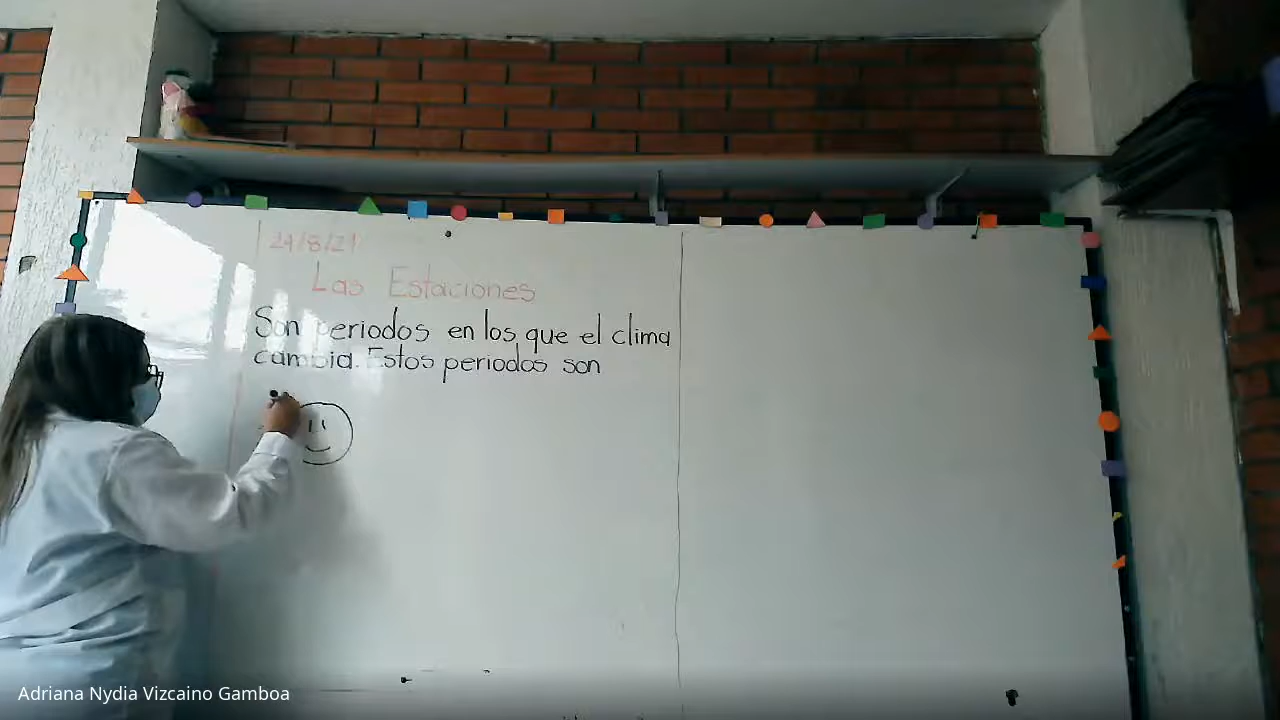 24/8/21
Las Estaciones
Son periodos en los que el clima
cambia. Estos periodos son
Adriana Nydia Vizcaino Gamboa